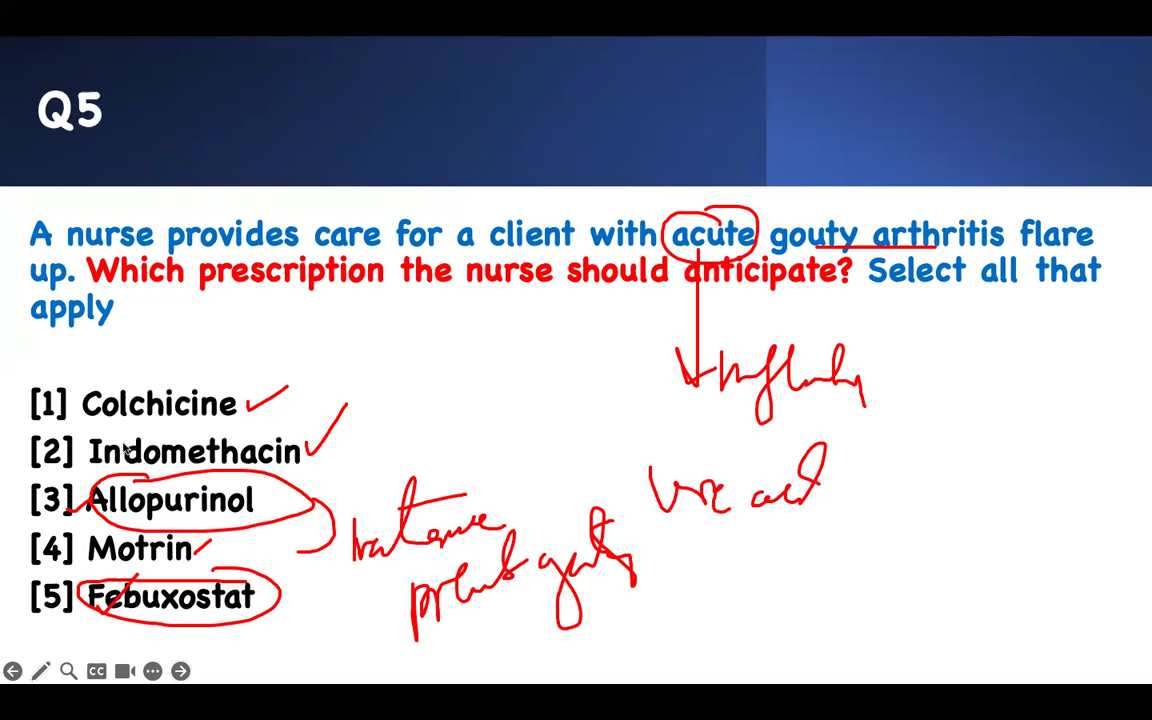 Q5
A nurse provides care for a client with acute gouty arthritis flare
up. Which prescription the nurse should anticipate? Select all that
apply
[1] Colchicine
[2] Indomethacin
[3] Allopurinol
[4] Motrin
[5] Febuxostat
CC